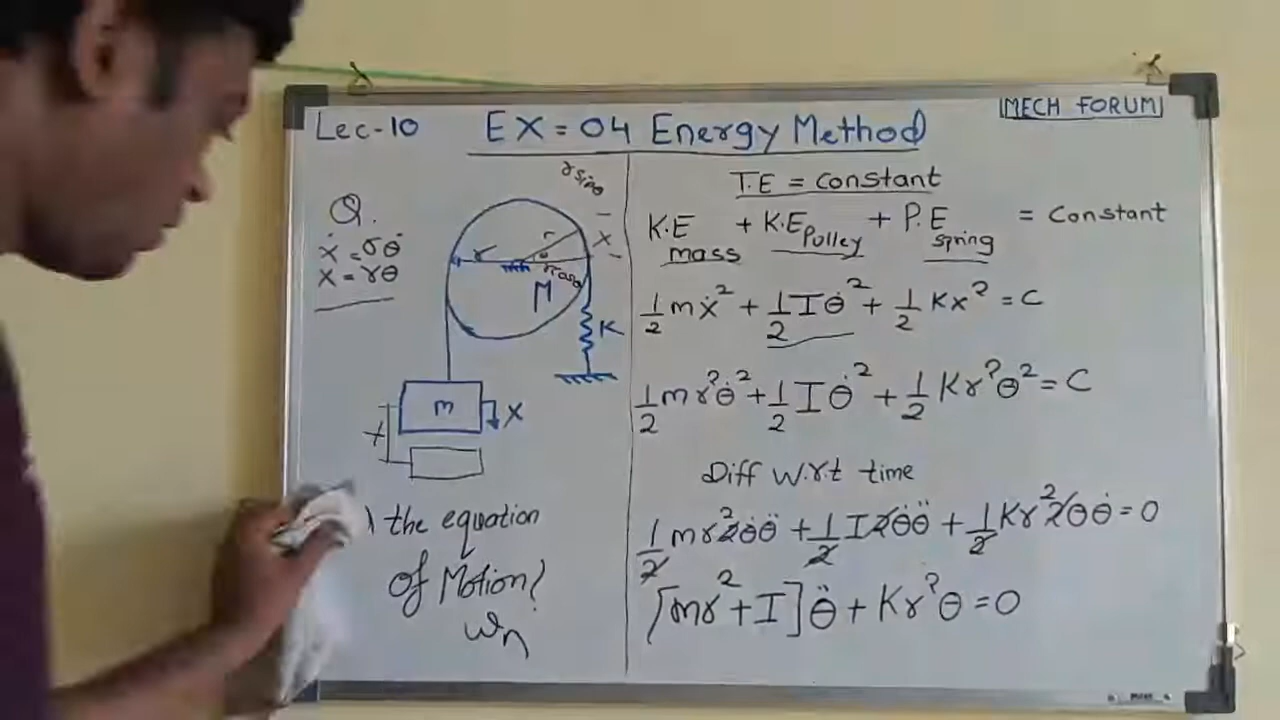 MECH FORUM
Lec-10
EX = 04 Energy Method
Q.
ẋ = rθ̇
x = rθ
r sinθ
r
r
x
θ
r cosθ
M
K
m
x
x
the equation
of Motion?
ωn
T.E = Constant
K.E mass + K.E Pulley + P.E spring = Constant
1/2 mẋ² + 1/2 Iθ̇² + 1/2 Kx² = C
1/2 mr²θ̇² + 1/2 Iθ̇² + 1/2 Kr²θ² = C
Diff w.r.t time
1/2 mr²2θ̇θ̈ + 1/2 I2θ̇θ̈ + 1/2 Kr²2θθ̇ = 0
[mr² + I]θ̈ + Kr²θ = 0